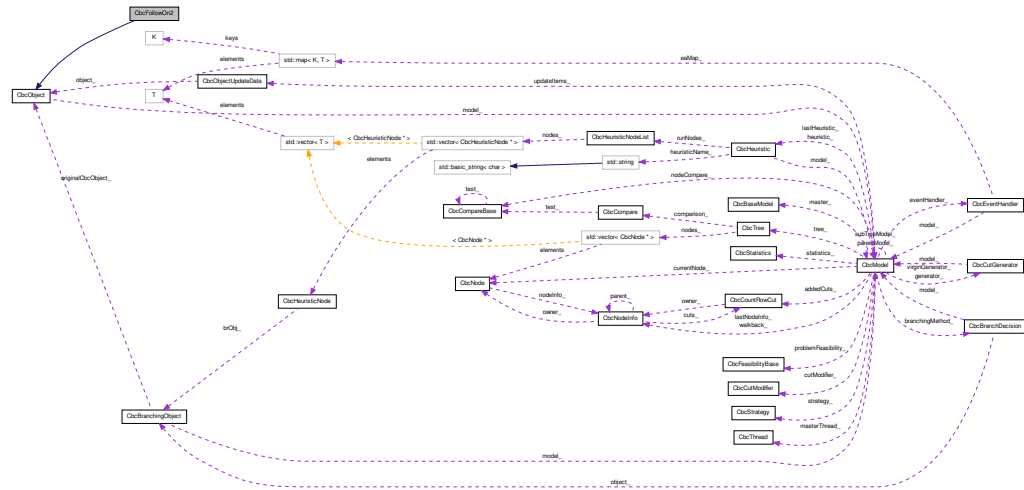 CbcFollowOn2
K
keys
std::map< K, T >
elements
eaMap_
CbcObjectUpdateData
object_
updateItems_
CbcObject
T
model_
elements
lastHeuristic_
heuristic_
CbcHeuristicNodeList
runNodes_
CbcHeuristic
nodes_
std::vector< CbcHeuristicNode * >
< CbcHeuristicNode * >
std::vector< T >
elements
heuristicName_
std::string
std::basic_string< char >
model_
nodeCompare_
originalCbcObject_
test_
CbcCompareBase
test_
CbcCompare
comparison_
CbcBaseModel
master_
eventHandler_
CbcEventHandler
model_
CbcTree
tree_
nodes_
std::vector< CbcNode * >
< CbcNode * >
subTreeModel_
parentModel_
elements
CbcStatistics
statistics_
CbcModel
model_
virginGenerator_
generator_
CbcCutGenerator
CbcNode
currentNode_
model_
CbcHeuristicNode
nodeInfo_
owner_
parent_
CbcNodeInfo
owner_
cuts_
CbcCountRowCut
addedCuts_
lastNodeInfo_
walkback_
branchingMethod_
CbcBranchDecision
brObj_
problemFeasibility_
CbcFeasibilityBase
cutModifier_
CbcCutModifier
strategy_
CbcStrategy
masterThread_
CbcThread
CbcBranchingObject
model_
object_